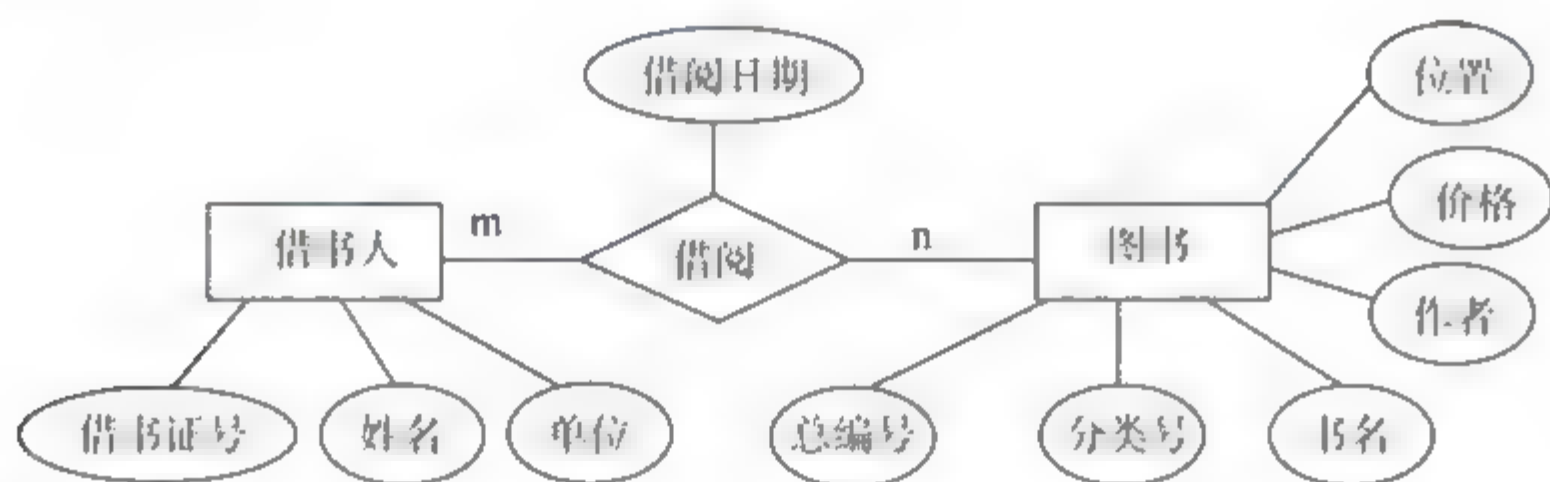 借阅日期
位置
价格
借书人
m
借阅
n
图书
作者
借书证号
姓名
单位
总编号
分类号
书名